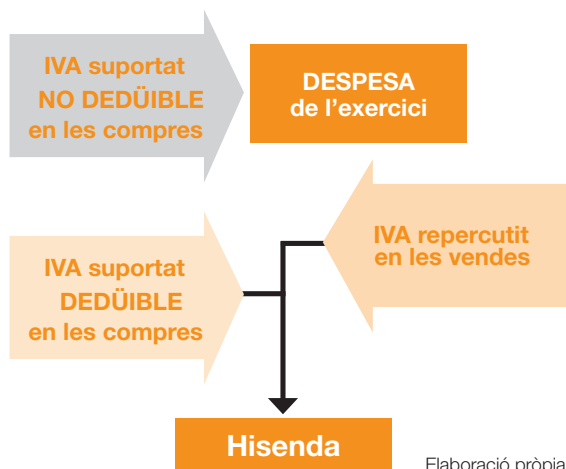 IVA suportat
NO DEDÜIBLE
en les compres
DESPESA
de l'exercici
IVA repercutit
en les vendes
IVA suportat
DEDÜIBLE
en les compres
Hisenda
Elaboració pròpia